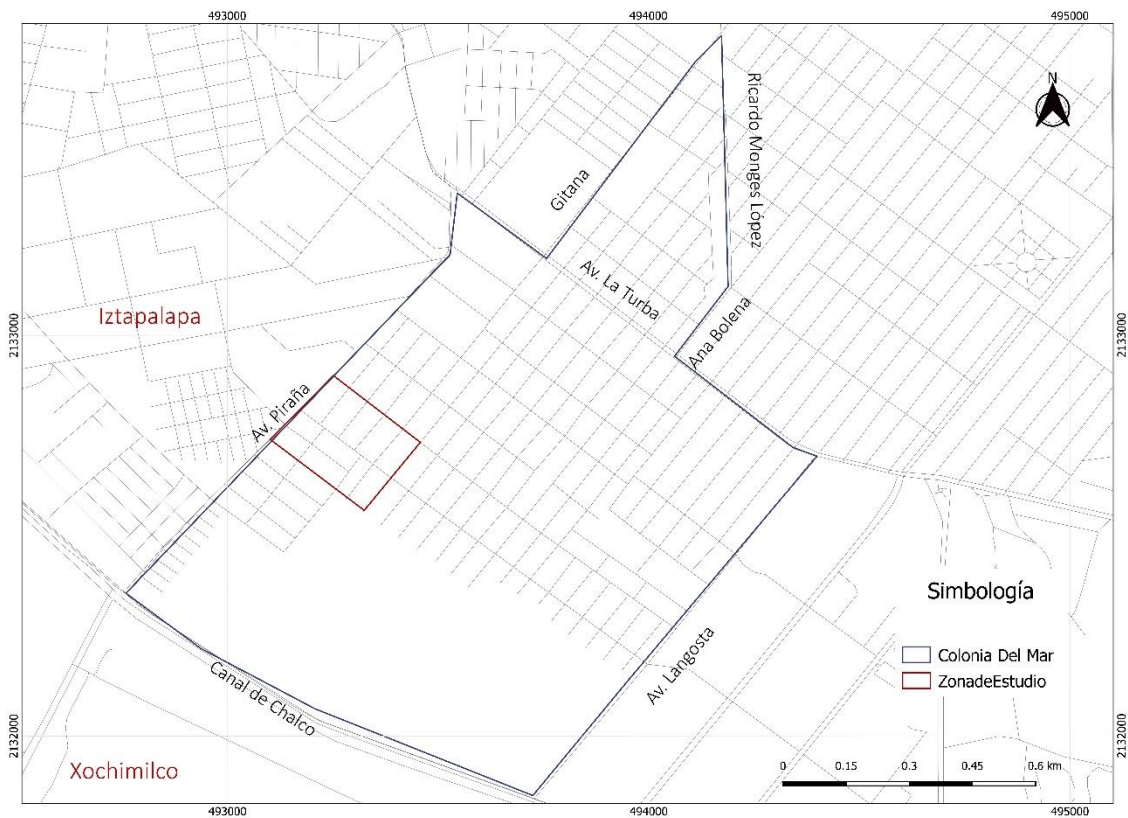 493000
494000
495000
N
Ricardo Monges López
Gitana
Av. La Turba
Ana Bolena
Iztapalapa
2133000
2133000
Av. Piraña
Simbología
Colonia Del Mar
ZonadeEstudio
Av. Langosta
Canal de Chalco
2132000
2132000
Xochimilco
0 0.15 0.3 0.45 0.6 km
493000
494000
495000